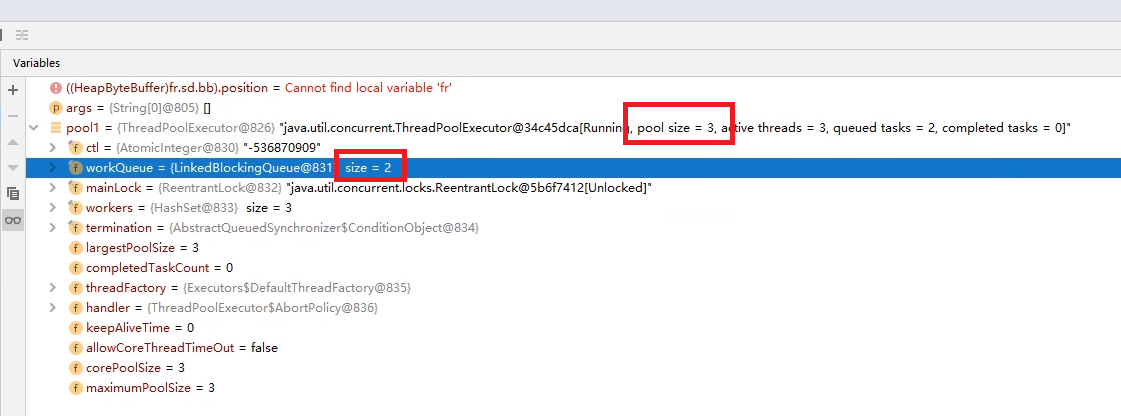 Variables
((HeapByteBuffer)fr.sd.bb).position = Cannot find local variable 'fr'
args = {String[0]@805} []
pool1 = {ThreadPoolExecutor@826} "java.util.concurrent.ThreadPoolExecutor@34c45dca[Running, pool size = 3, active threads = 3, queued tasks = 2, completed tasks = 0]"
ctl = {AtomicInteger@830} "-536870909"
workQueue = {LinkedBlockingQueue@831} size = 2
mainLock = {ReentrantLock@832} "java.util.concurrent.locks.ReentrantLock@5b6f7412[Unlocked]"
workers = {HashSet@833} size = 3
termination = {AbstractQueuedSynchronizer$ConditionObject@834}
largestPoolSize = 3
completedTaskCount = 0
threadFactory = {Executors$DefaultThreadFactory@835}
handler = {ThreadPoolExecutor$AbortPolicy@836}
keepAliveTime = 0
allowCoreThreadTimeOut = false
corePoolSize = 3
maximumPoolSize = 3